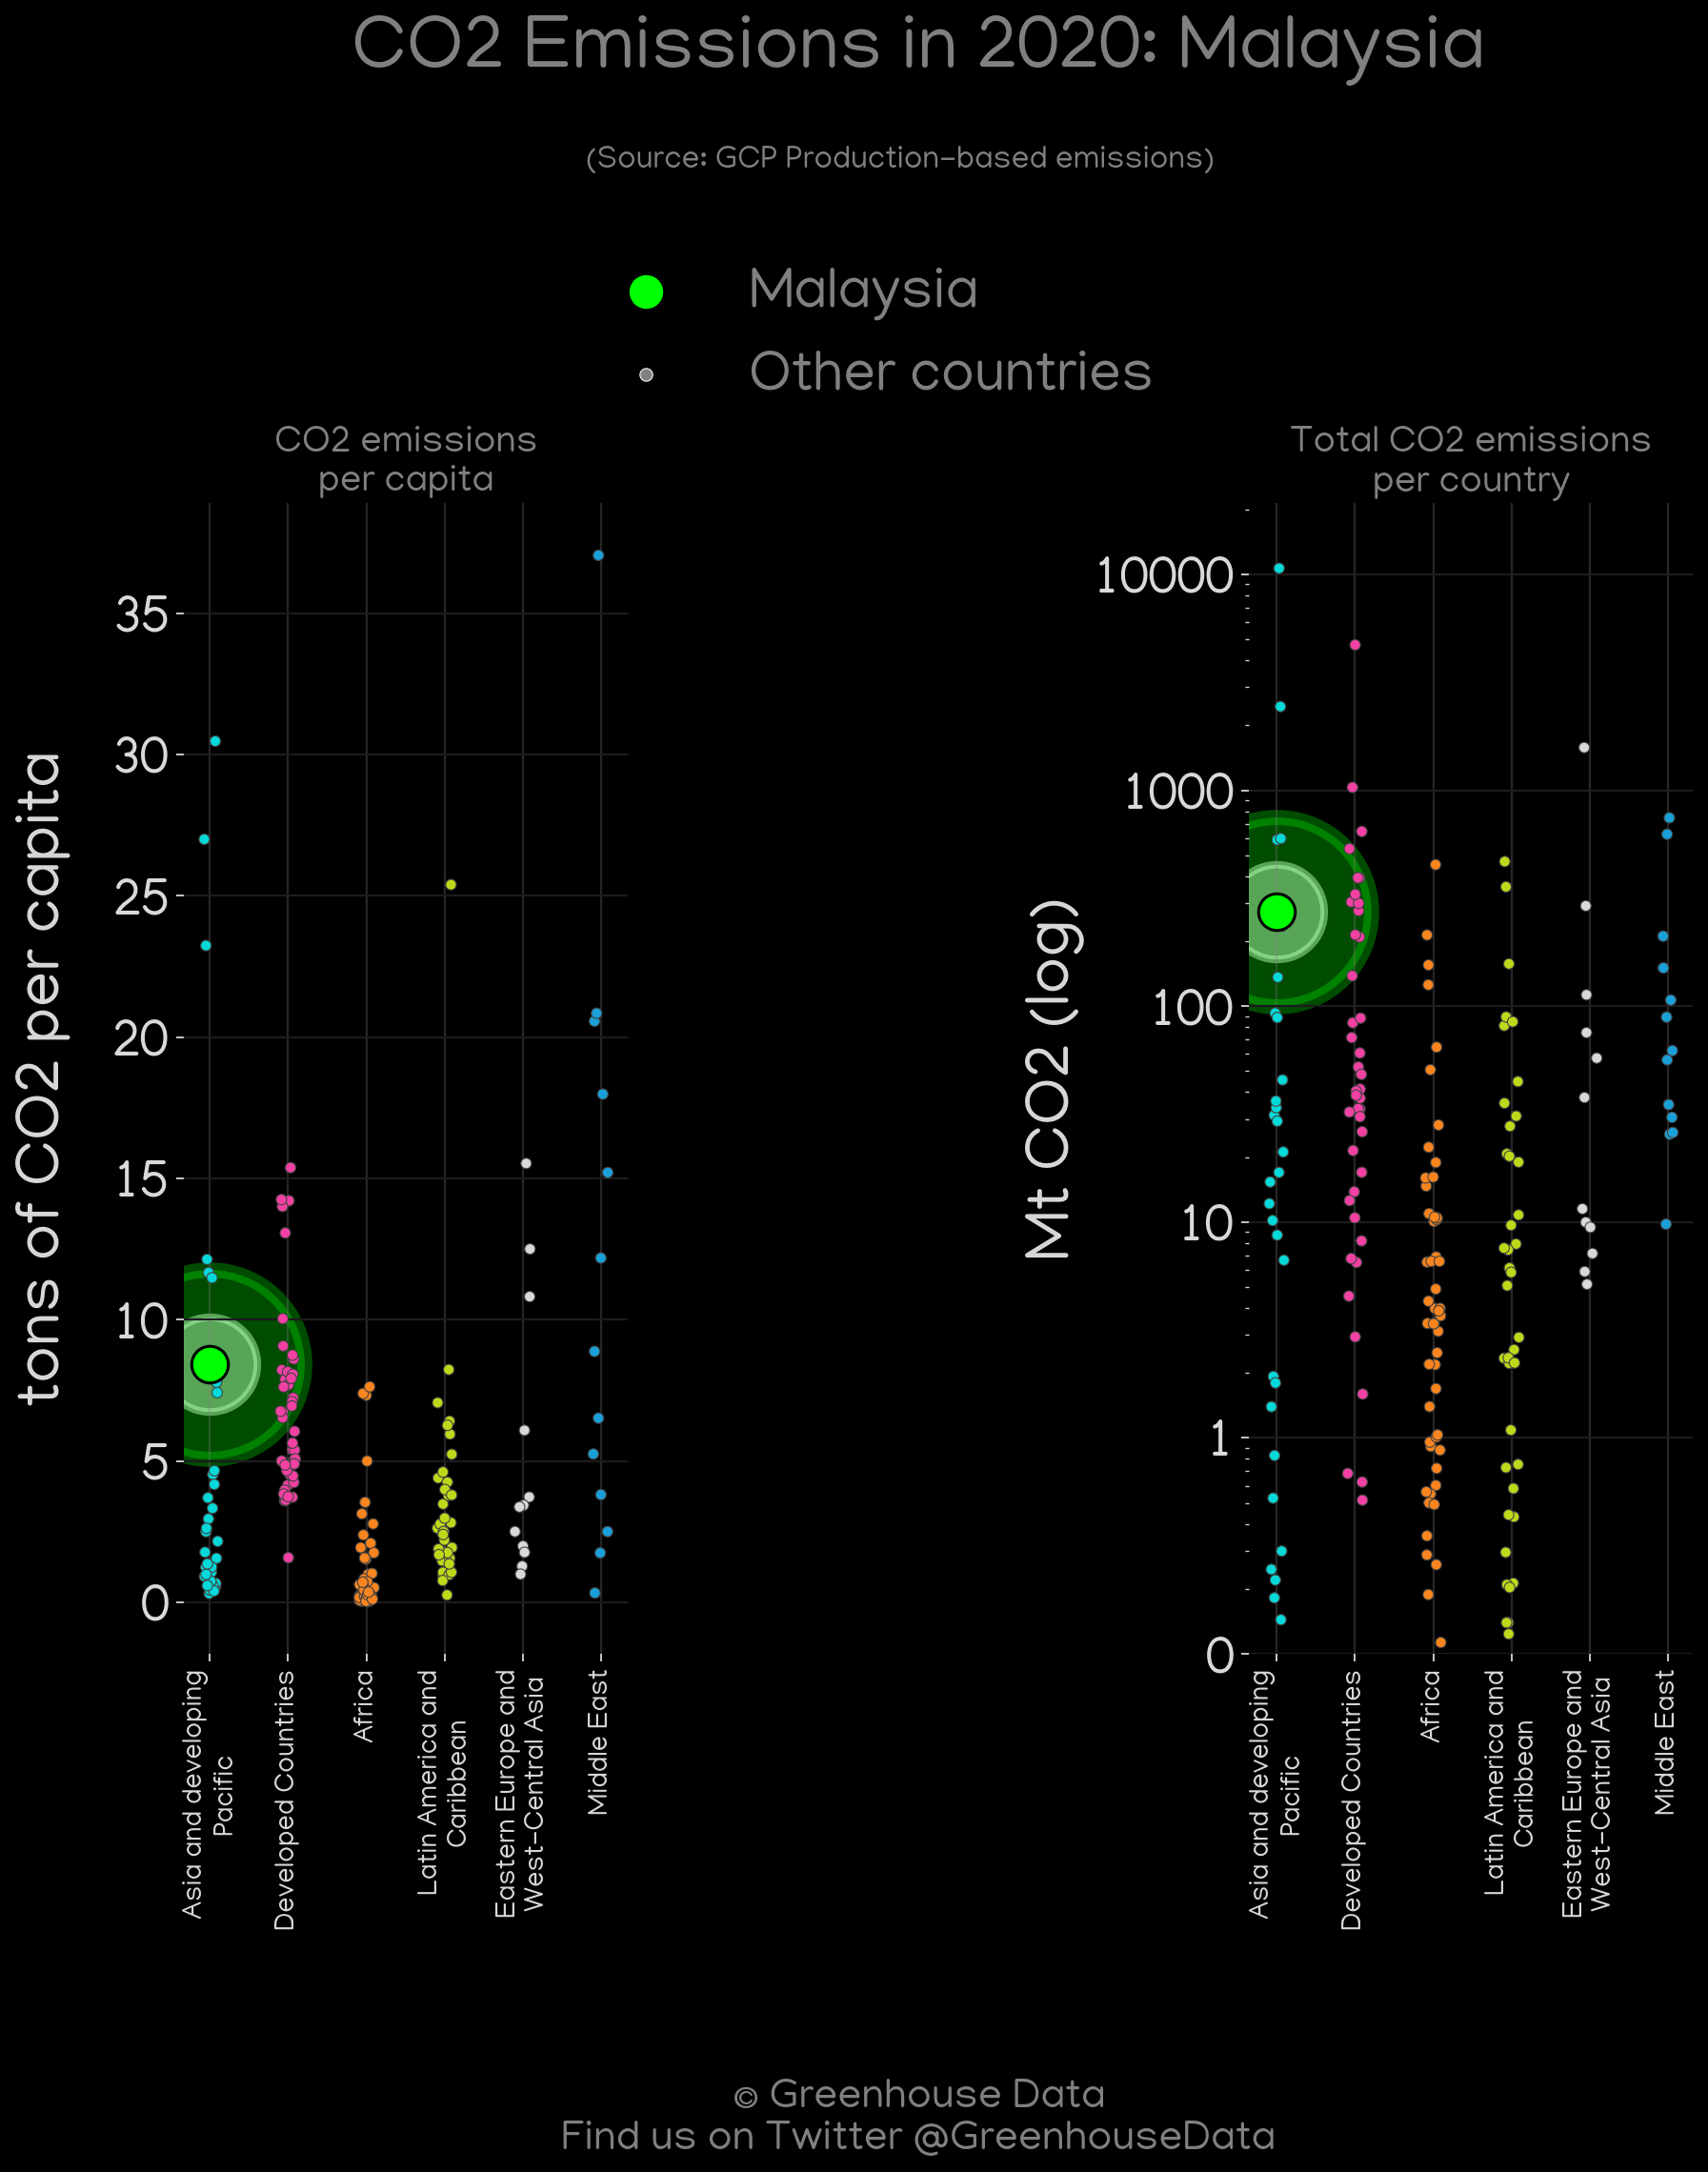 CO2 Emissions in 2020: Malaysia
(Source: GCP Production-based emissions)
Malaysia
Other countries
CO2 emissions
per capita
tons of CO2 per capita
35
30
25
20
15
10
5
0
Asia and developing
Pacific
Developed Countries
Africa
Latin America and
Caribbean
Eastern Europe and
West-Central Asia
Middle East
Total CO2 emissions
per country
Mt CO2 (log)
10000
1000
100
10
1
0
Asia and developing
Pacific
Developed Countries
Africa
Latin America and
Caribbean
Eastern Europe and
West-Central Asia
Middle East
© Greenhouse Data
Find us on Twitter @GreenhouseData